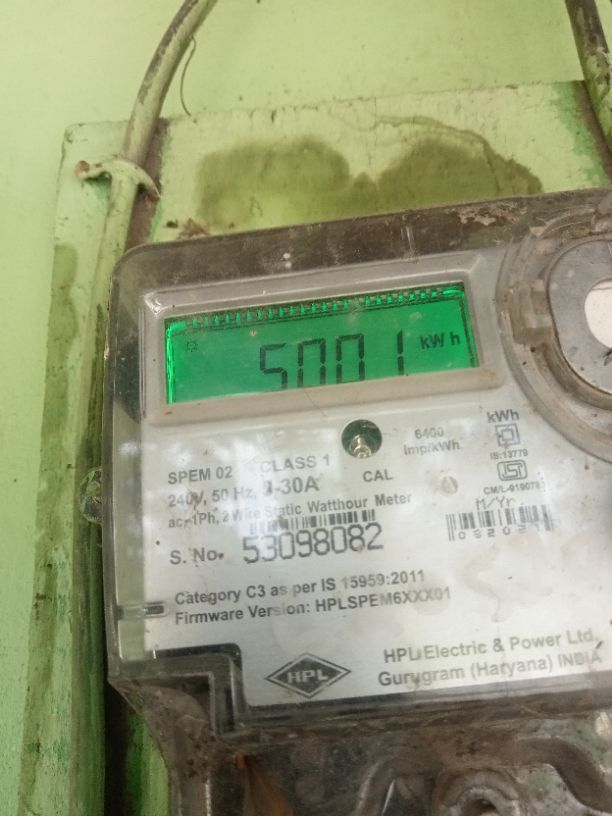 5001 kWh
kWh
6400
imp/kWh
IS:13779
SPEM 02 CLASS 1
240V, 50 Hz, -30A
CAL
ac, 1Ph, 2 Wire Static Watthour Meter
M/Yr
S. No. 53098082
Category C3 as per IS 15959:2011
Firmware Version: HPLSPEM6XXX01
HPL
HPL Electric & Power Ltd.
Gurugram (Haryana) INDIA